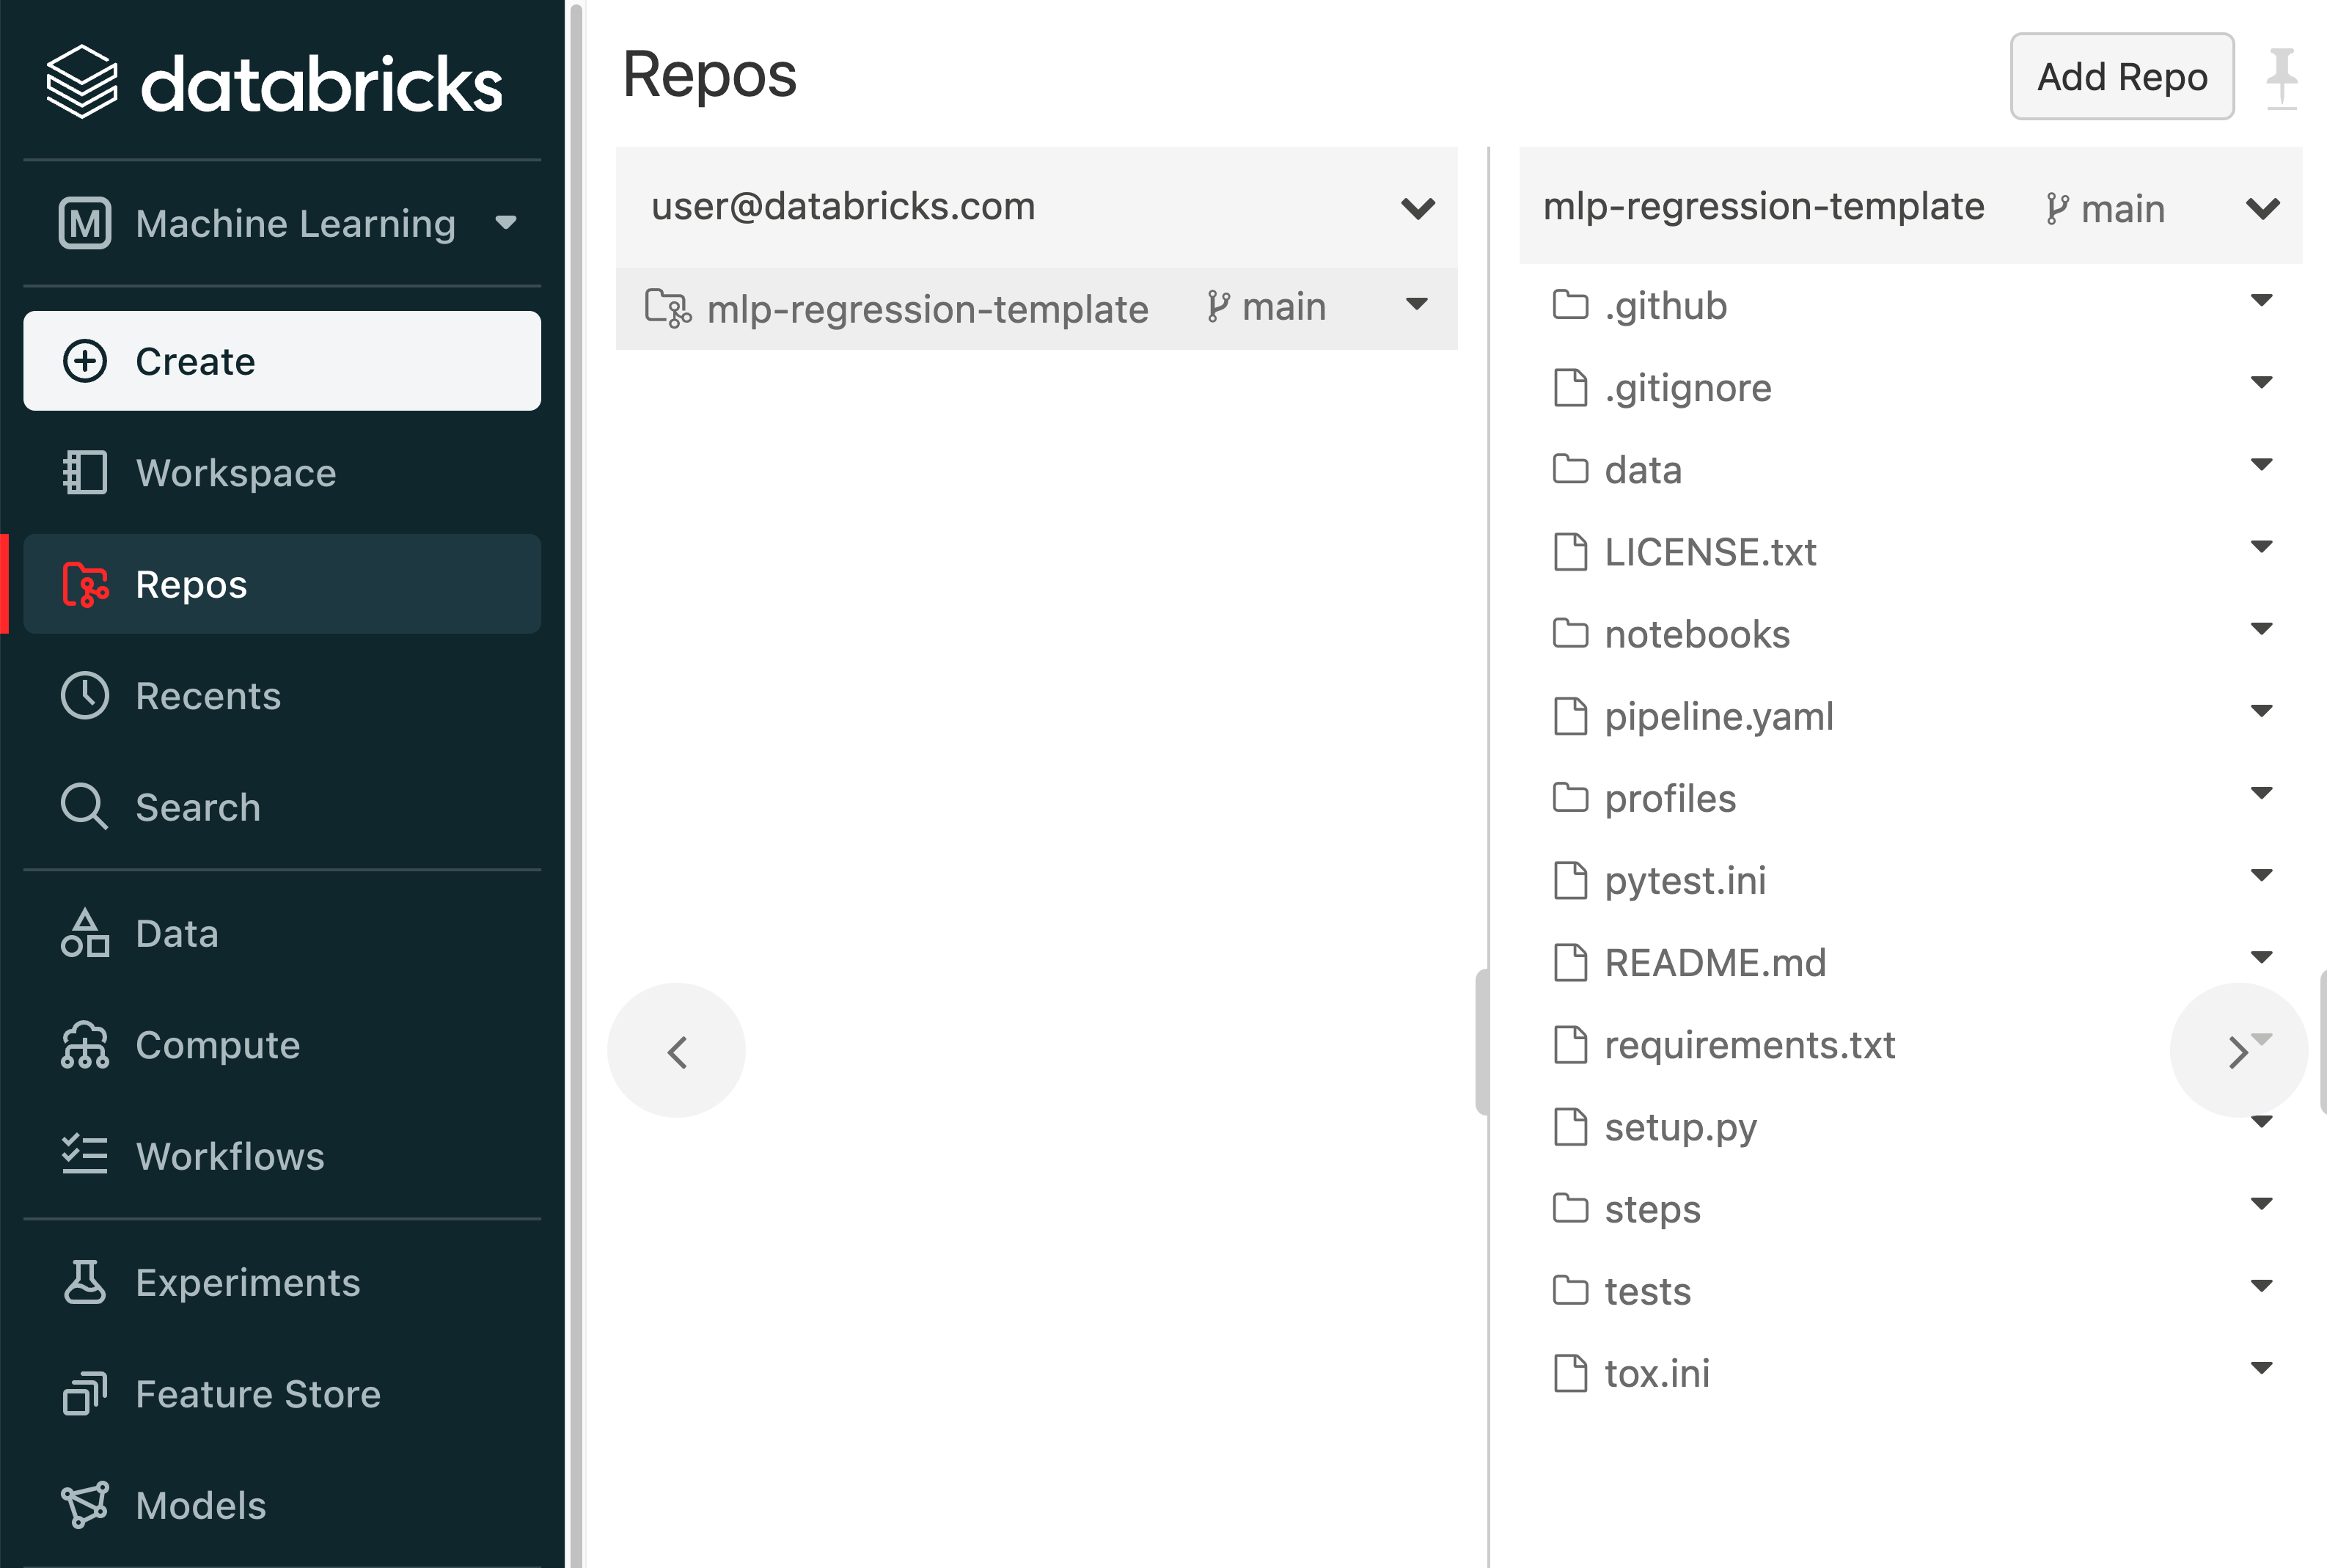 databricks
M Machine Learning
Create
Workspace
Repos
Recents
Search
Data
Compute
Workflows
Experiments
Feature Store
Models
Repos
Add Repo
user@databricks.com
mlp-regression-template main
mlp-regression-template main
.github
.gitignore
data
LICENSE.txt
notebooks
pipeline.yaml
profiles
pytest.ini
README.md
requirements.txt
setup.py
steps
tests
tox.ini